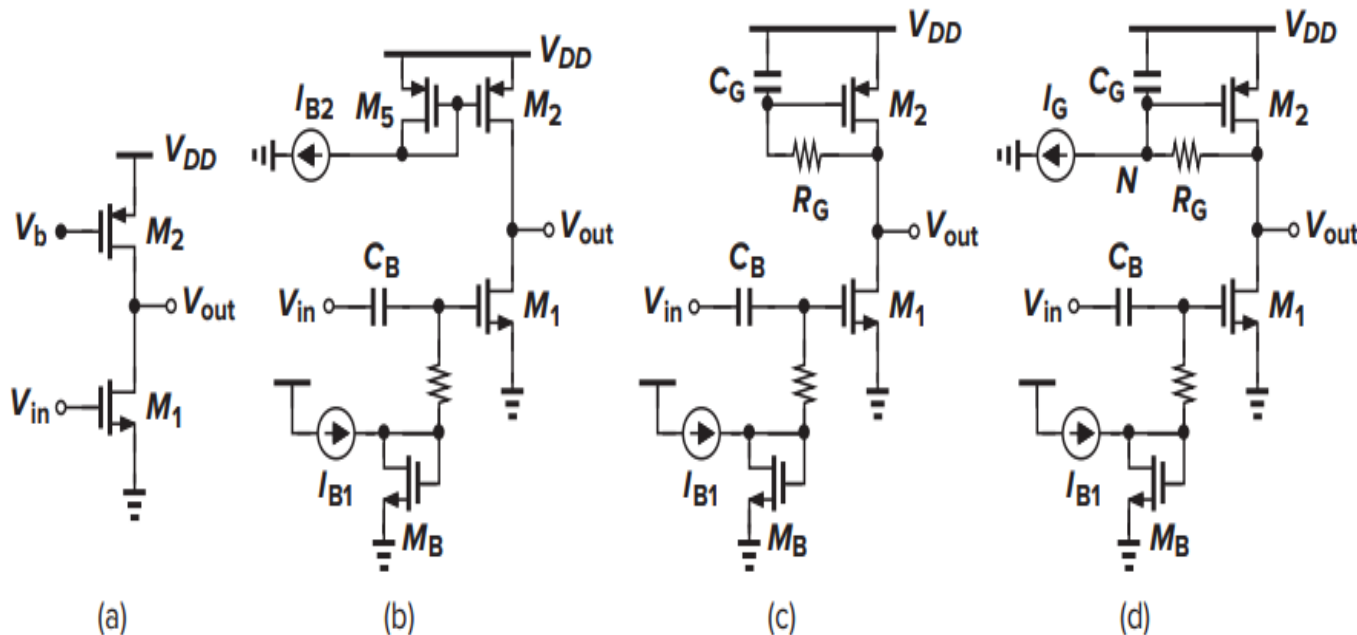 V_DD
V_b
M_2
V_out
V_in
M_1
(a)
V_DD
I_B2
M_5
M_2
V_out
C_B
V_in
M_1
I_B1
M_B
(b)
V_DD
C_G
M_2
R_G
V_out
C_B
V_in
M_1
I_B1
M_B
(c)
V_DD
C_G
I_G
M_2
N
R_G
V_out
C_B
V_in
M_1
I_B1
M_B
(d)